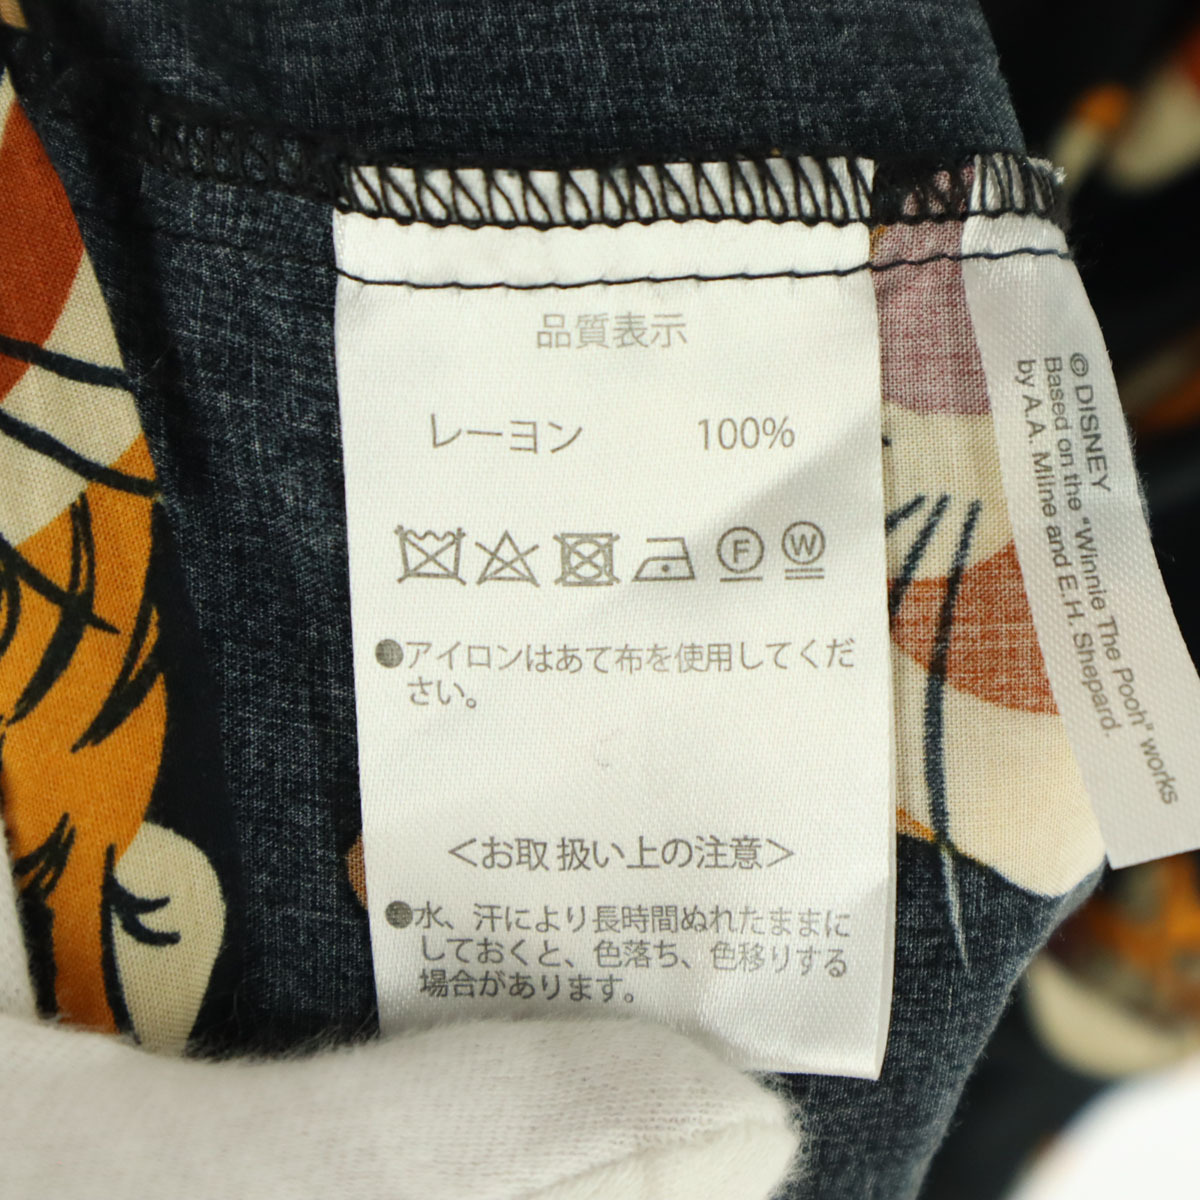 品質表示
レーヨン 100%
F W
●アイロンはあて布を使用してくだ
さい。
＜お取扱い上の注意＞
●水、汗により長時間ぬれたままに
しておくと、色落ち、色移りする
場合があります。
© DISNEY
Based on the "Winnie The Pooh" works
by A.A. Milne and E.H. Shepard.